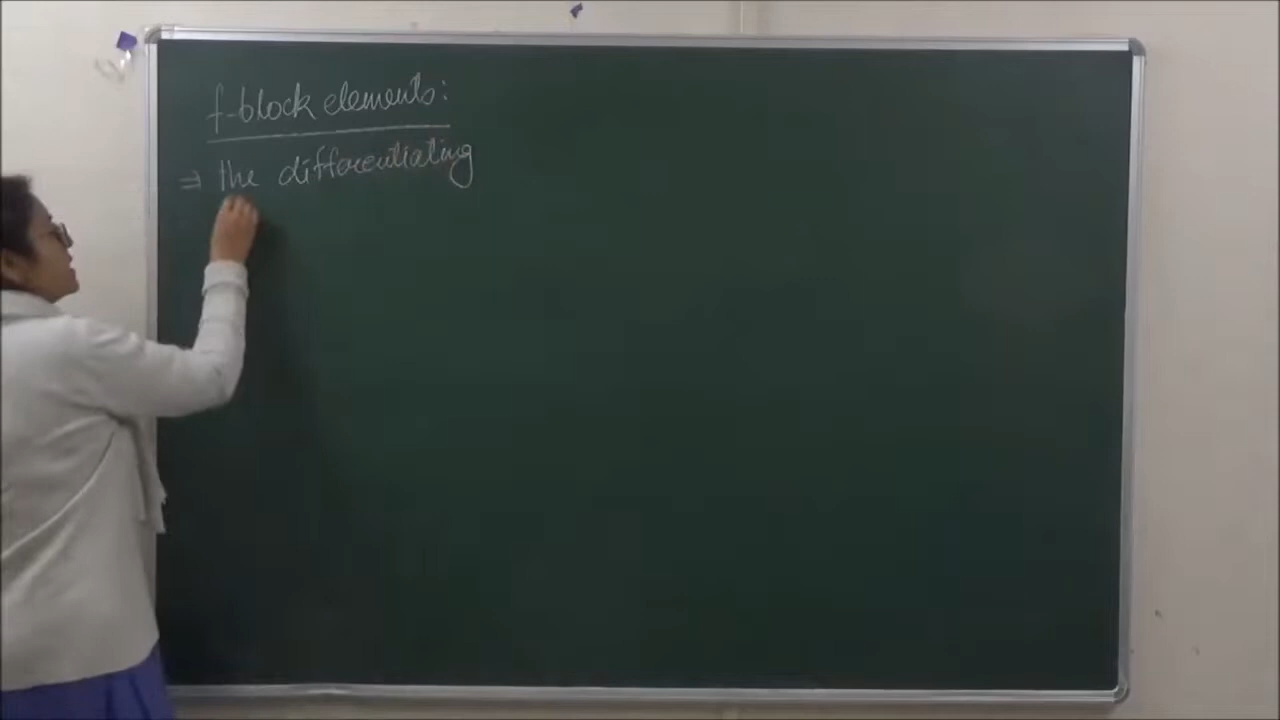 f-block elements:
⇒ the differentiating